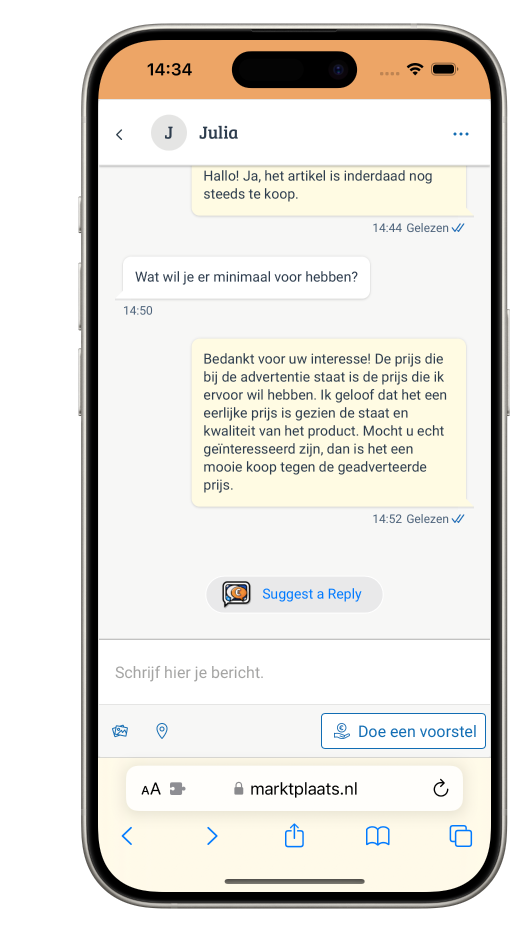 14:34
J Julia
Hallo! Ja, het artikel is inderdaad nog
steeds te koop.
14:44 Gelezen
Wat wil je er minimaal voor hebben?
14:50
Bedankt voor uw interesse! De prijs die
bij de advertentie staat is de prijs die ik
ervoor wil hebben. Ik geloof dat het een
eerlijke prijs is gezien de staat en
kwaliteit van het product. Mocht u echt
geïnteresseerd zijn, dan is het een
mooie koop tegen de geadverteerde
prijs.
14:52 Gelezen
Suggest a Reply
Schrijf hier je bericht.
Doe een voorstel
AA marktplaats.nl